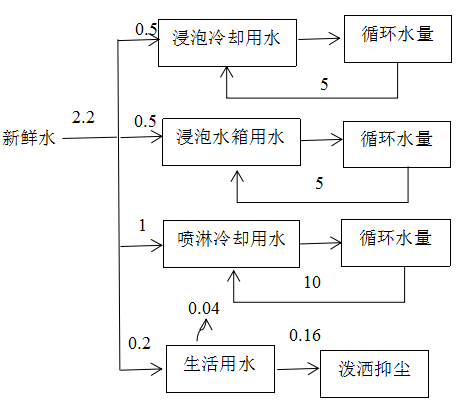 0.5
浸泡冷却用水
循环水量
5
2.2
新鲜水
0.5
浸泡水箱用水
循环水量
5
1
喷淋冷却用水
循环水量
10
0.04
0.2
生活用水
0.16
泼洒抑尘